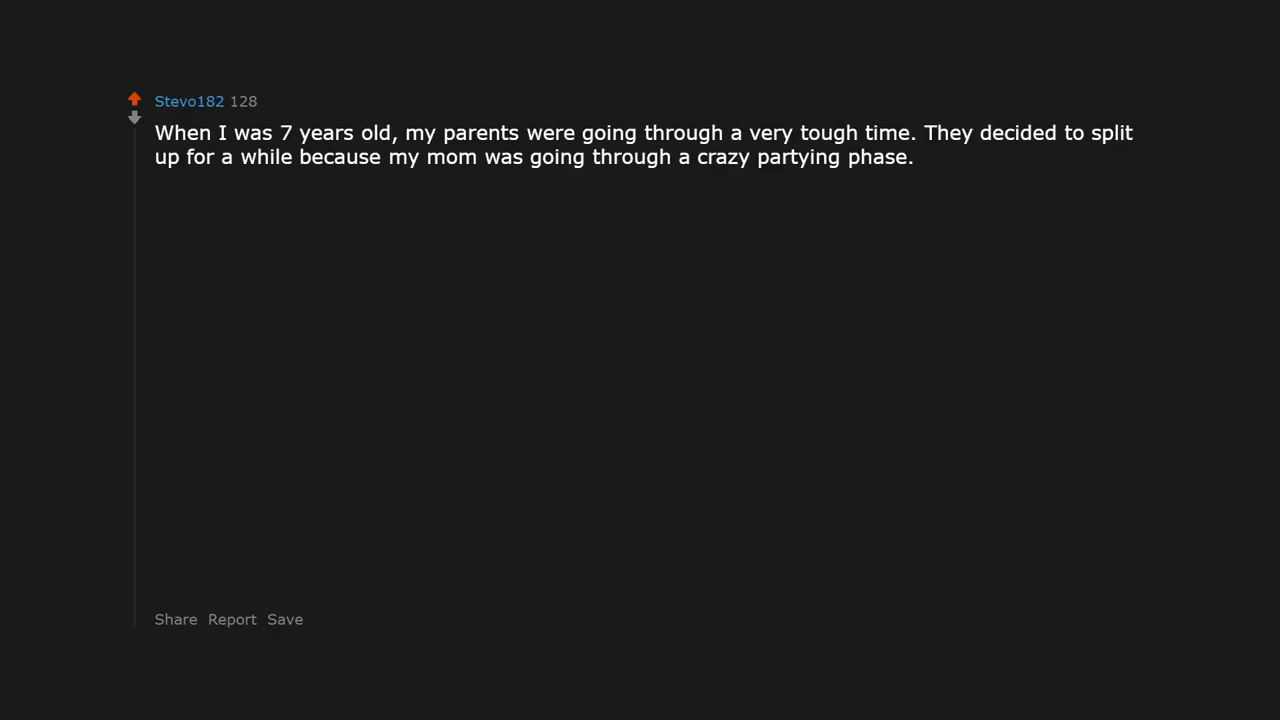 Stevo182 128
When I was 7 years old, my parents were going through a very tough time. They decided to split
up for a while because my mom was going through a crazy partying phase.
Share Report Save